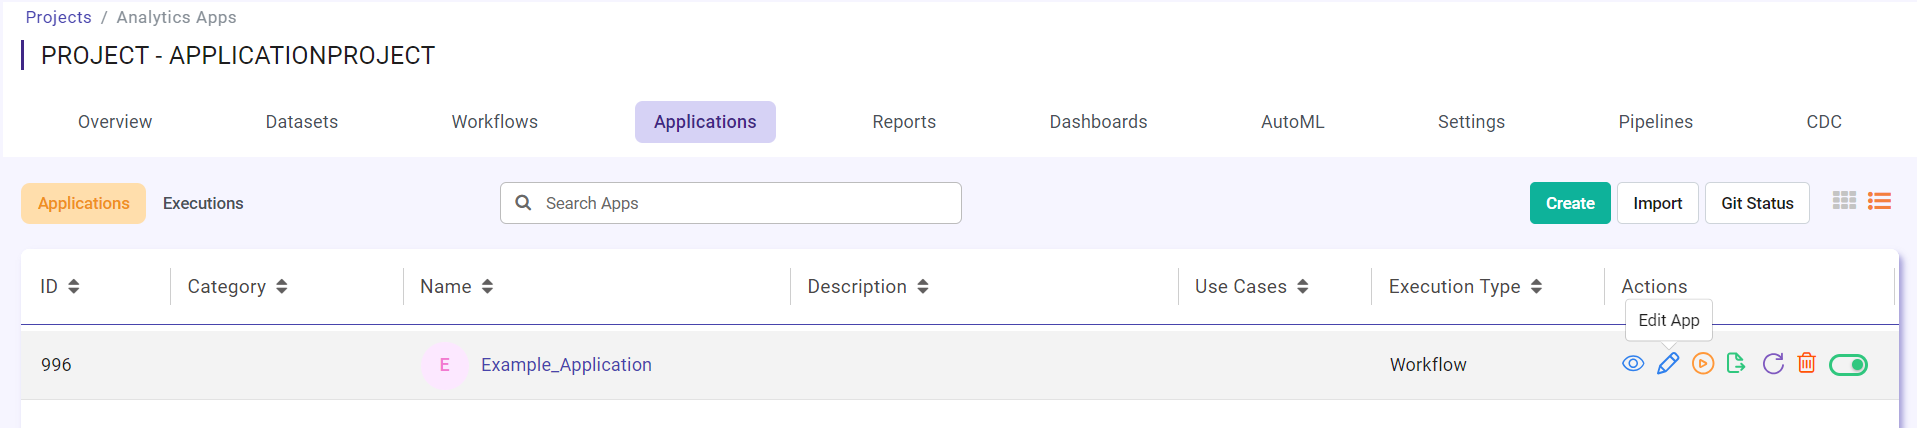 Projects / Analytics Apps
PROJECT - APPLICATIONPROJECT
Overview Datasets Workflows Applications Reports Dashboards AutoML Settings Pipelines CDC
Applications Executions Search Apps Create Import Git Status
ID Category Name Description Use Cases Execution Type Actions
Edit App
996 E Example_Application Workflow